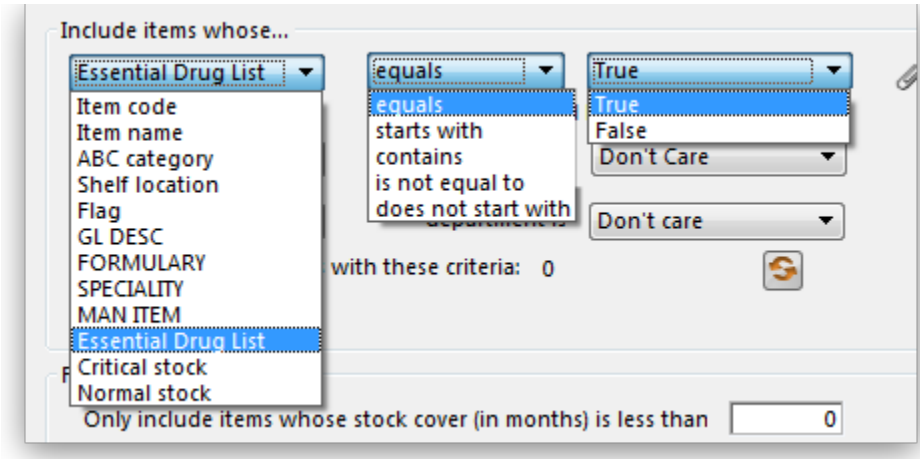 Include items whose...
Essential Drug List equals True
Item code
Item name
ABC category
Shelf location
Flag
GL DESC
FORMULARY
SPECIALITY
MAN ITEM
Essential Drug List
Critical stock
Normal stock
equals
starts with
contains
is not equal to
does not start with
True
False
Don't Care
department is Don't care
with these criteria: 0
Only include items whose stock cover (in months) is less than 0